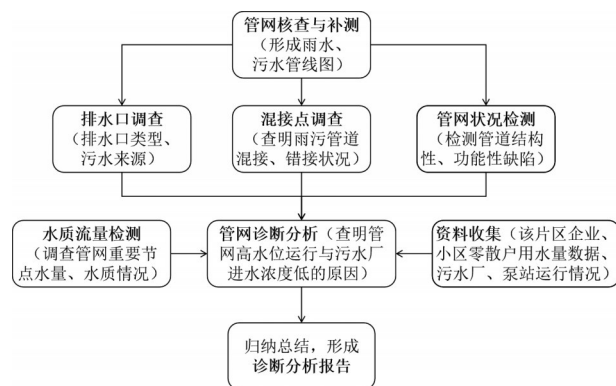 管网核查与补测
（形成雨水、
污水管线图）
排水口调查
（排水口类型、
污水来源）
混接点调查
（查明雨污管道
混接、错接状况）
管网状况检测
（检测管道结构
性、功能性缺陷）
水质流量检测
（调查管网重要节
点水量、水质情况）
管网诊断分析（查明管
网高水位运行与污水厂
进水浓度低的原因）
资料收集（该片区企业、
小区零散户用水量数据、
污水厂、泵站运行情况）
归纳总结，形成
诊断分析报告